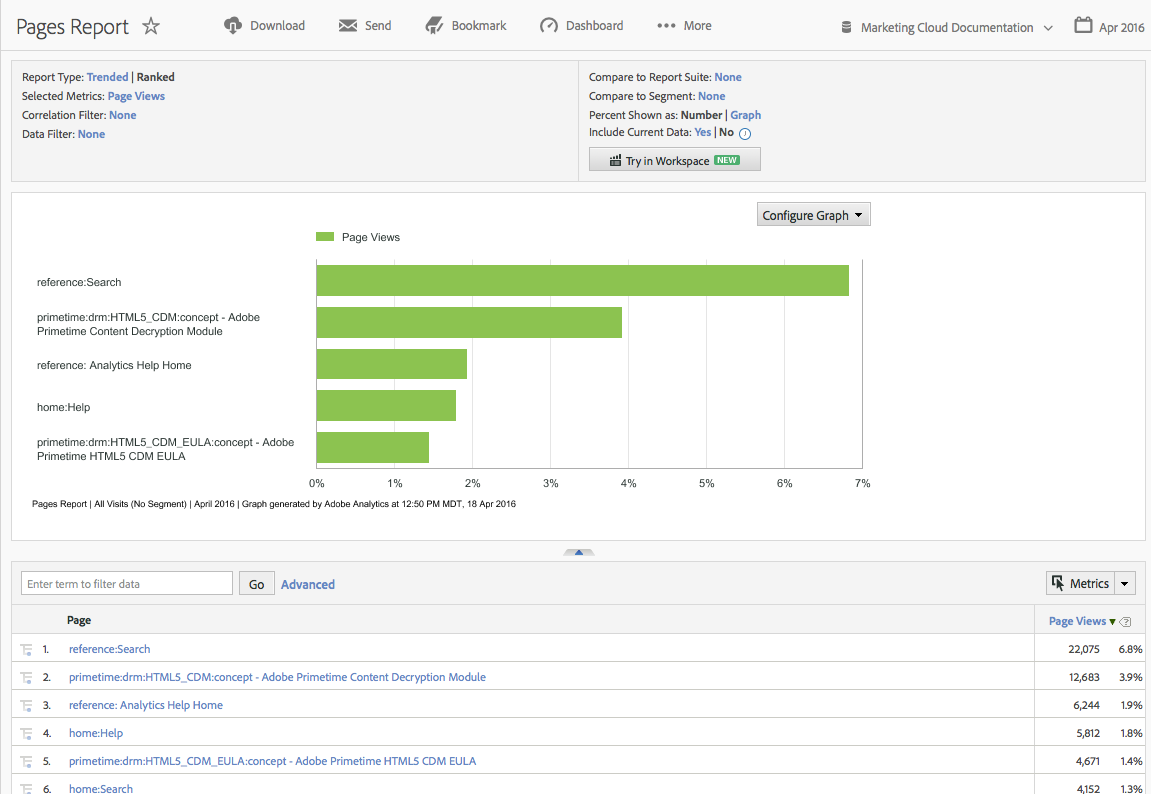 Pages Report
Download
Send
Bookmark
Dashboard
More
Marketing Cloud Documentation
Apr 2016
Report Type: Trended | Ranked
Selected Metrics: Page Views
Correlation Filter: None
Data Filter: None
Compare to Report Suite: None
Compare to Segment: None
Percent Shown as: Number | Graph
Include Current Data: Yes | No i
Try in Workspace NEW
Configure Graph
Page Views
reference:Search
primetime:drm:HTML5_CDM:concept - Adobe
Primetime Content Decryption Module
reference: Analytics Help Home
home:Help
primetime:drm:HTML5_CDM_EULA:concept - Adobe
Primetime HTML5 CDM EULA
0% 1% 2% 3% 4% 5% 6% 7%
Pages Report | All Visits (No Segment) | April 2016 | Graph generated by Adobe Analytics at 12:50 PM MDT, 18 Apr 2016
Enter term to filter data
Go
Advanced
Metrics
Page Page Views ?
1. reference:Search 22,075 6.8%
2. primetime:drm:HTML5_CDM:concept - Adobe Primetime Content Decryption Module 12,683 3.9%
3. reference: Analytics Help Home 6,244 1.9%
4. home:Help 5,812 1.8%
5. primetime:drm:HTML5_CDM_EULA:concept - Adobe Primetime HTML5 CDM EULA 4,671 1.4%
6. home:Search 4,152 1.3%